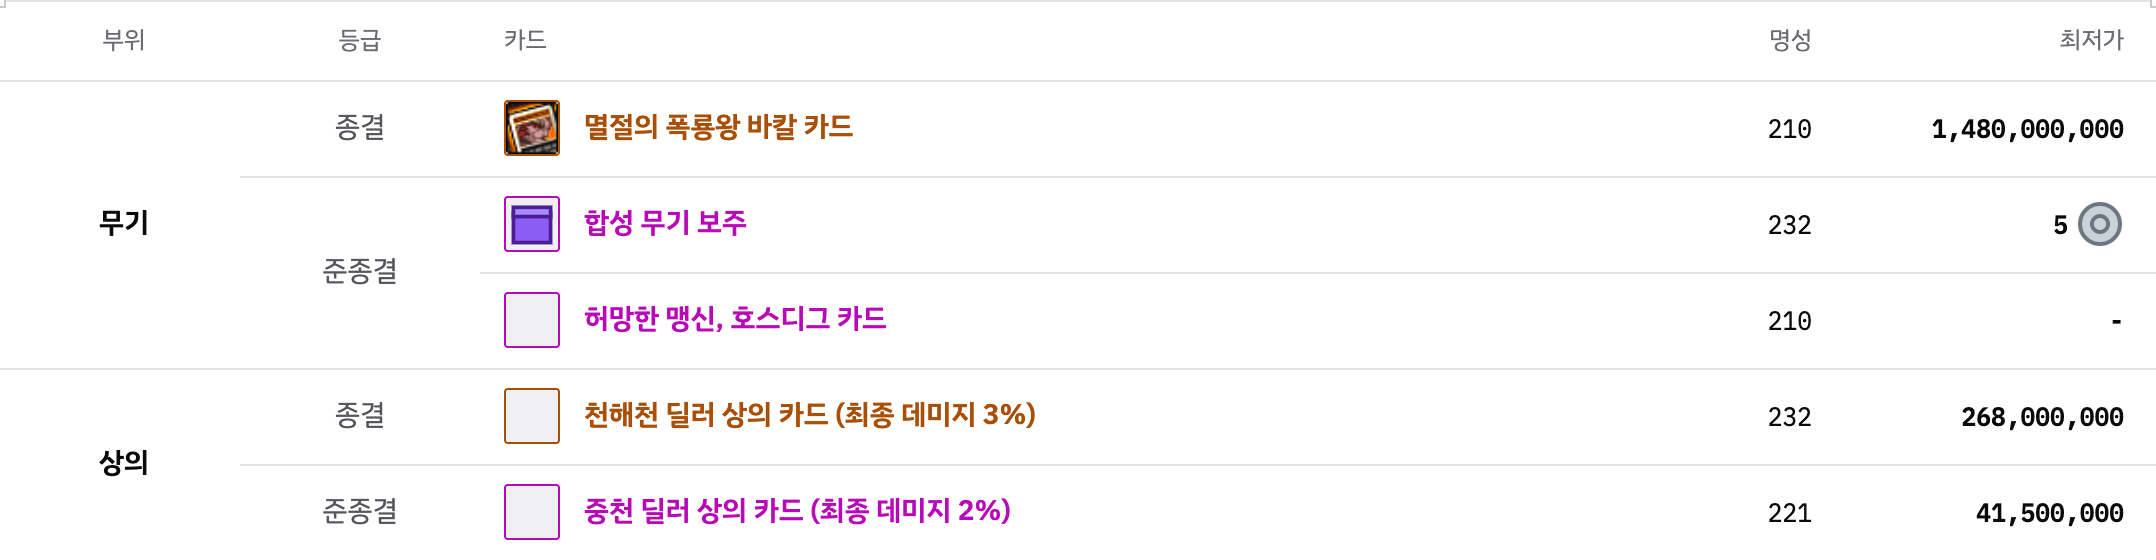 부위 등급 카드 명성 최저가
종결 멸절의 폭룡왕 바칼 카드 210 1,480,000,000
무기 합성 무기 보주 232 5
준종결
허망한 맹신, 호스디그 카드 210 -
종결 천해천 딜러 상의 카드 (최종 데미지 3%) 232 268,000,000
상의
준종결 중천 딜러 상의 카드 (최종 데미지 2%) 221 41,500,000